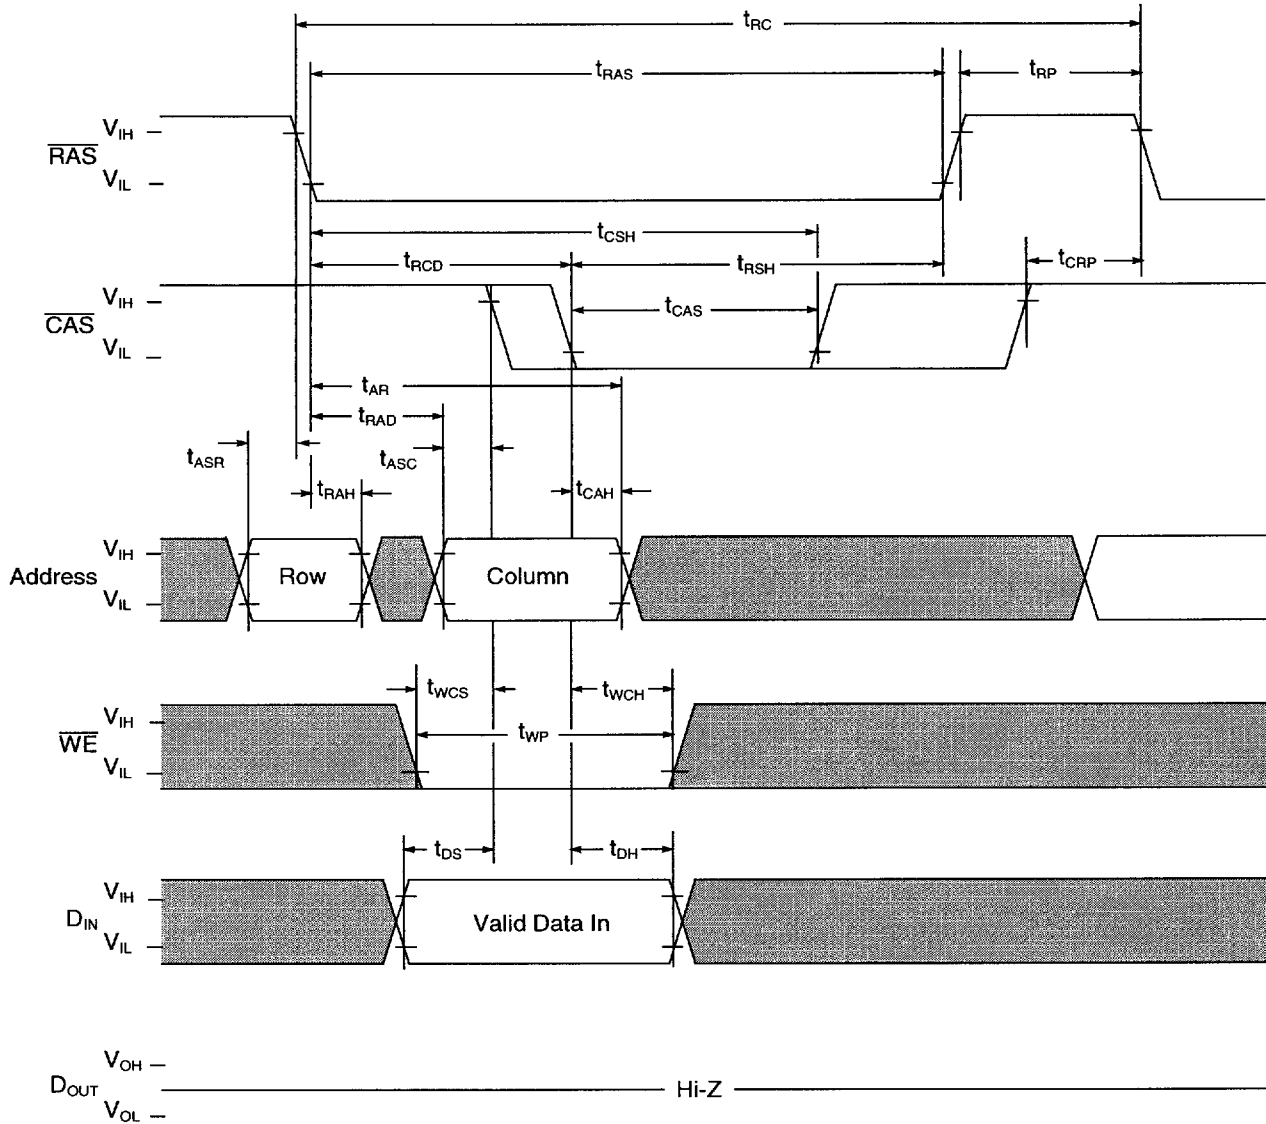 tRC
tRAS
tRP
VIH
RAS
VIL
tCSH
tRCD
tRSH
tCRP
VIH
CAS
tCAS
VIL
tAR
tRAD
tASR
tASC
tRAH
tCAH
VIH
Address
Row
Column
VIL
tWCS
tWCH
VIH
WE
tWP
VIL
tDS
tDH
VIH
DIN
Valid Data In
VIL
VOH
DOUT
Hi-Z
VOL